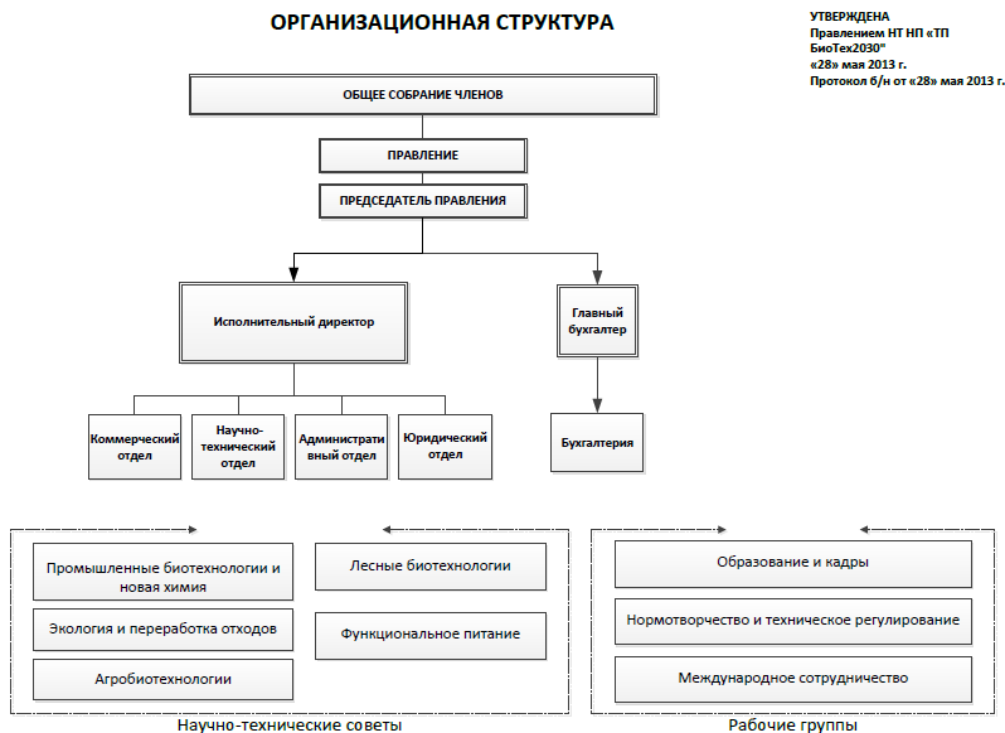 ОРГАНИЗАЦИОННАЯ СТРУКТУРА
УТВЕРЖДЕНА
Правлением НТ НП «ТП
БиоТех2030"
«28» мая 2013 г.
Протокол б/н от «28» мая 2013 г.
ОБЩЕЕ СОБРАНИЕ ЧЛЕНОВ
ПРАВЛЕНИЕ
ПРЕДСЕДАТЕЛЬ ПРАВЛЕНИЯ
Исполнительный директор
Главный
бухгалтер
Коммерческий
отдел
Научно-
технический
отдел
Администрати
вный отдел
Юридический
отдел
Бухгалтерия
Промышленные биотехнологии и
новая химия
Экология и переработка отходов
Агробиотехнологии
Лесные биотехнологии
Функциональное питание
Научно-технические советы
Образование и кадры
Нормотворчество и техническое регулирование
Международное сотрудничество
Рабочие группы